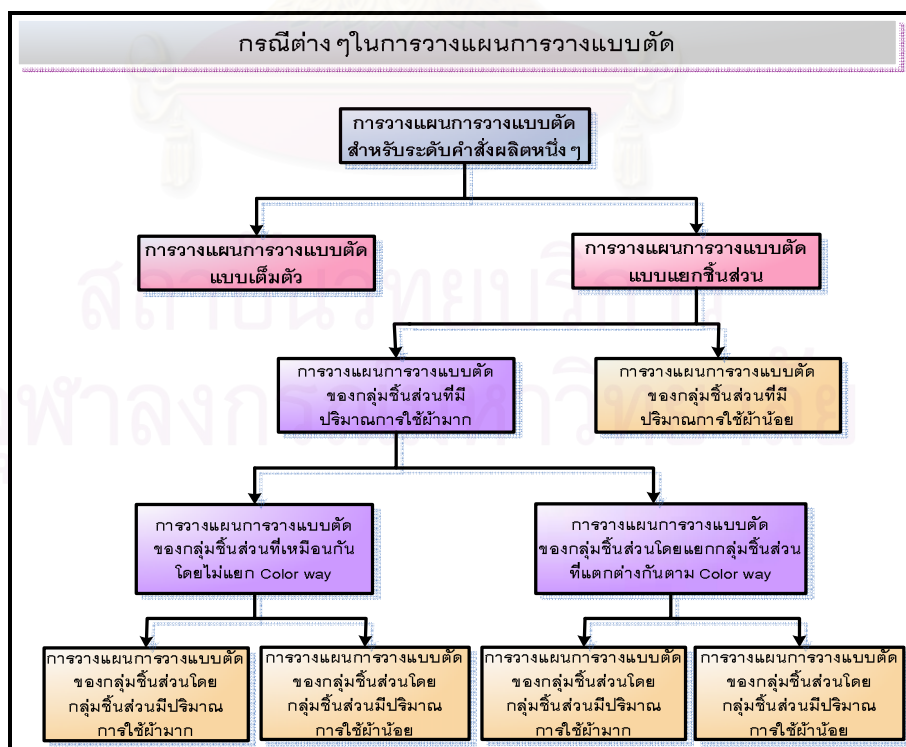 กรณีต่างๆในการวางแผนการวางแบบตัด
การวางแผนการวางแบบตัด
สำหรับระดับคำสั่งผลิตหนึ่งๆ
การวางแผนการวางแบบตัด
แบบเต็มตัว
การวางแผนการวางแบบตัด
แบบแยกชิ้นส่วน
การวางแผนการวางแบบตัด
ของกลุ่มชิ้นส่วนที่มี
ปริมาณการใช้ผ้ามาก
การวางแผนการวางแบบตัด
ของกลุ่มชิ้นส่วนที่มี
ปริมาณการใช้ผ้าน้อย
การวางแผนการวางแบบตัด
ของกลุ่มชิ้นส่วนที่เหมือนกัน
โดยไม่แยก Color way
การวางแผนการวางแบบตัด
ของกลุ่มชิ้นส่วนโดยแยกกลุ่มชิ้นส่วน
ที่แตกต่างกันตาม Color way
การวางแผนการวางแบบตัด
ของกลุ่มชิ้นส่วนโดย
กลุ่มชิ้นส่วนมีปริมาณ
การใช้ผ้ามาก
การวางแผนการวางแบบตัด
ของกลุ่มชิ้นส่วนโดย
กลุ่มชิ้นส่วนมีปริมาณ
การใช้ผ้าน้อย
การวางแผนการวางแบบตัด
ของกลุ่มชิ้นส่วนโดย
กลุ่มชิ้นส่วนมีปริมาณ
การใช้ผ้ามาก
การวางแผนการวางแบบตัด
ของกลุ่มชิ้นส่วนโดย
กลุ่มชิ้นส่วนมีปริมาณ
การใช้ผ้าน้อย
สถาบันวิทยบริการ